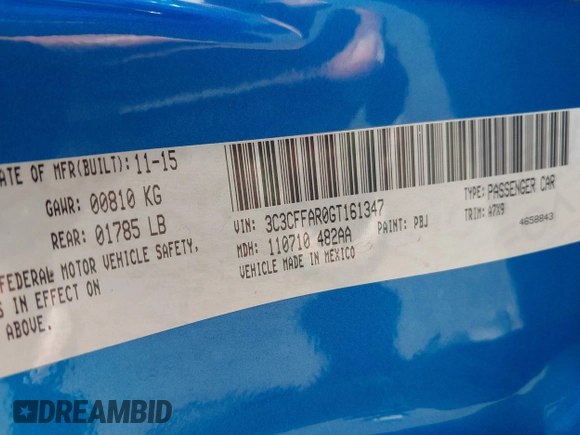 ATE OF MFR(BUILT): 11-15
GAWR: 00810 KG
REAR: 01785 LB
FEDERAL MOTOR VEHICLE SAFETY,
S IN EFFECT ON
ABOVE.
VIN: 3C3CFFAR0GT161347
TYPE: PASSENGER CAR
MDH: 110710 482AA
PAINT: PBJ
TRIM: A7X9
VEHICLE MADE IN MEXICO
4658843
DREAMBID